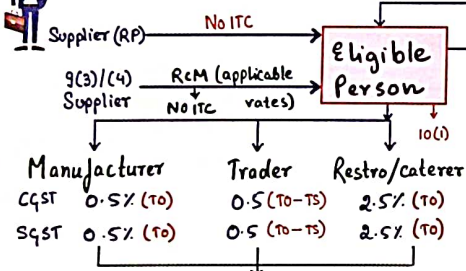 Supplier (RP)
No ITC
Eligible
Person
9(3)/(4)
Supplier
RCM (applicable
rates)
NO ITC
10(1)
Manufacturer Trader Restro/caterer
CGST 0.5% (TO) 0.5 (TO-TS) 2.5% (TO)
SGST 0.5% (TO) 0.5 (TO-TS) 2.5% (TO)